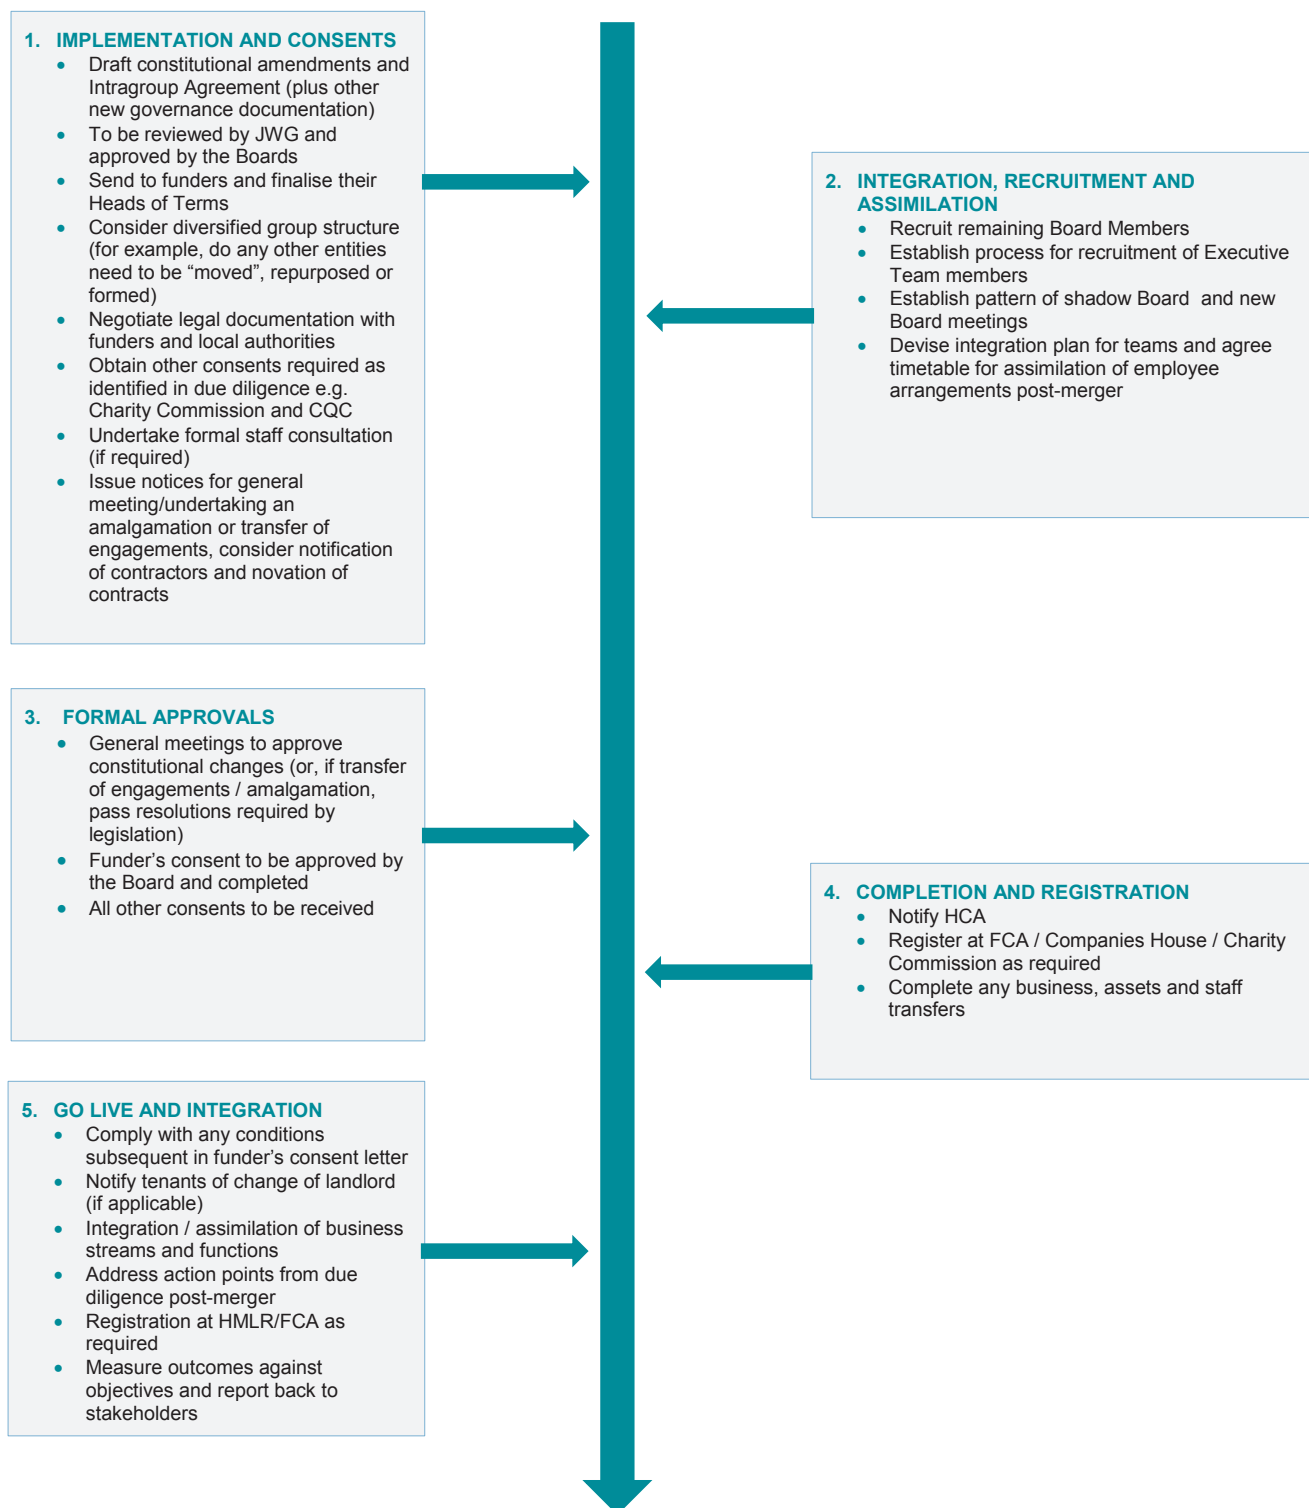 1. IMPLEMENTATION AND CONSENTS
• Draft constitutional amendments and
Intragroup Agreement (plus other
new governance documentation)
• To be reviewed by JWG and
approved by the Boards
• Send to funders and finalise their
Heads of Terms
• Consider diversified group structure
(for example, do any other entities
need to be “moved”, repurposed or
formed)
• Negotiate legal documentation with
funders and local authorities
• Obtain other consents required as
identified in due diligence e.g.
Charity Commission and CQC
• Undertake formal staff consultation
(if required)
• Issue notices for general
meeting/undertaking an
amalgamation or transfer of
engagements, consider notification
of contractors and novation of
contracts
2. INTEGRATION, RECRUITMENT AND
ASSIMILATION
• Recruit remaining Board Members
• Establish process for recruitment of Executive
Team members
• Establish pattern of shadow Board and new
Board meetings
• Devise integration plan for teams and agree
timetable for assimilation of employee
arrangements post-merger
3. FORMAL APPROVALS
• General meetings to approve
constitutional changes (or, if transfer
of engagements / amalgamation,
pass resolutions required by
legislation)
• Funder’s consent to be approved by
the Board and completed
• All other consents to be received
4. COMPLETION AND REGISTRATION
• Notify HCA
• Register at FCA / Companies House / Charity
Commission as required
• Complete any business, assets and staff
transfers
5. GO LIVE AND INTEGRATION
• Comply with any conditions
subsequent in funder’s consent letter
• Notify tenants of change of landlord
(if applicable)
• Integration / assimilation of business
streams and functions
• Address action points from due
diligence post-merger
• Registration at HMLR/FCA as
required
• Measure outcomes against
objectives and report back to
stakeholders